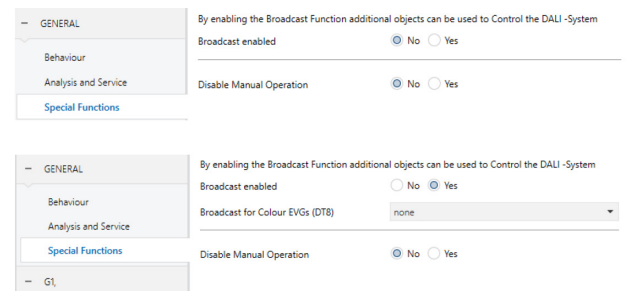 − GENERAL
By enabling the Broadcast Function additional objects can be used to Control the DALI -System
Broadcast enabled No Yes
Behaviour
Analysis and Service
Disable Manual Operation No Yes
Special Functions
− GENERAL
By enabling the Broadcast Function additional objects can be used to Control the DALI -System
Broadcast enabled No Yes
Behaviour
Broadcast for Colour EVGs (DT8) none
Analysis and Service
Special Functions
Disable Manual Operation No Yes
− G1,